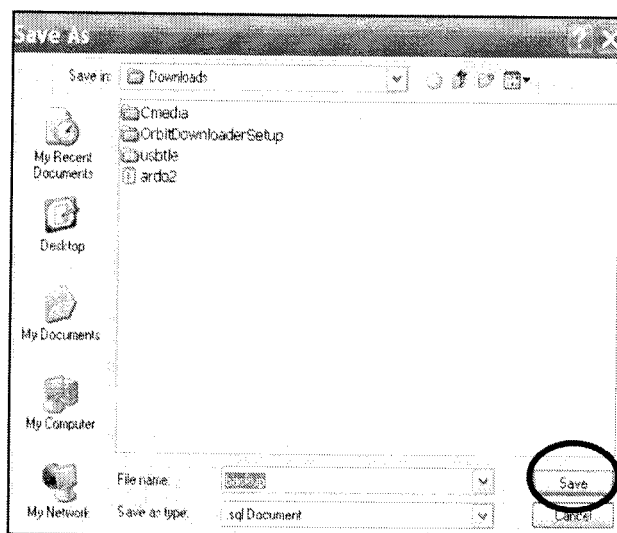 Save As
Save in: Downloads
Cmedia
OrbitDownloaderSetup
usbtle
ardo2
My Recent
Documents
Desktop
My Documents
My Computer
My Network
File name:
Save
Save as type: .sql Document
Cancel